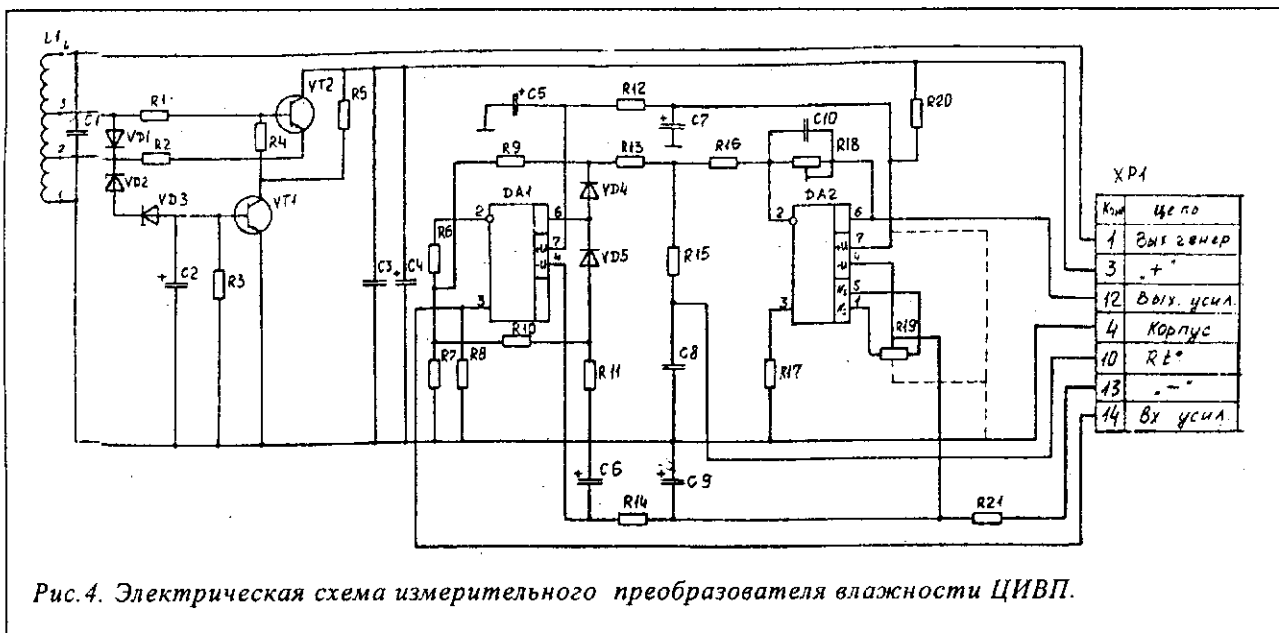 L1
4
3
2
1
C1
R1
VD1
R2
VD2
VD3
C2
R3
R4
VT1
VT2
R5
C3
+ C4
+ C5
R12
+ C7
R9
R13
R16
C10
R18
R20
DA1
2
3
6
7
4
+U
-U
VD4
VD5
R6
R7
R8
R10
R11
R15
C8
+ C6
R14
+ C9
DA2
2
3
6
7
4
5
1
+U
-U
R17
R19
R21
XP1
Цепь
1 Вых генер
3 "+"
12 Вых. усил.
4 Корпус
10 Rt°
13 "-"
14 Вх усил.
Рис.4. Электрическая схема измерительного преобразователя влажности ЦИВП.